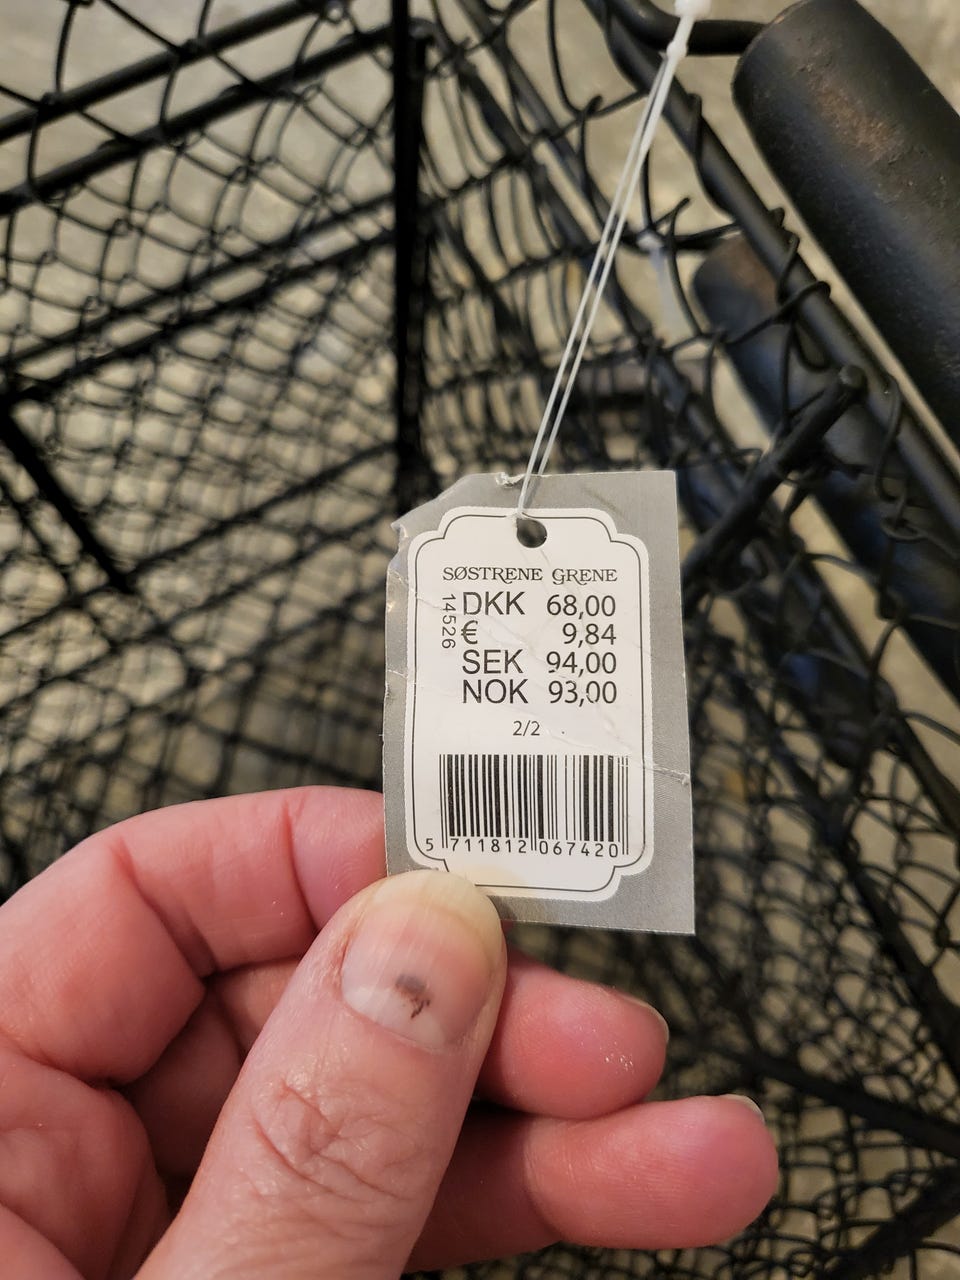 SØSTRENE GRENE
14526
DKK 68,00
€ 9,84
SEK 94,00
NOK 93,00
2/2
5 711812 067420